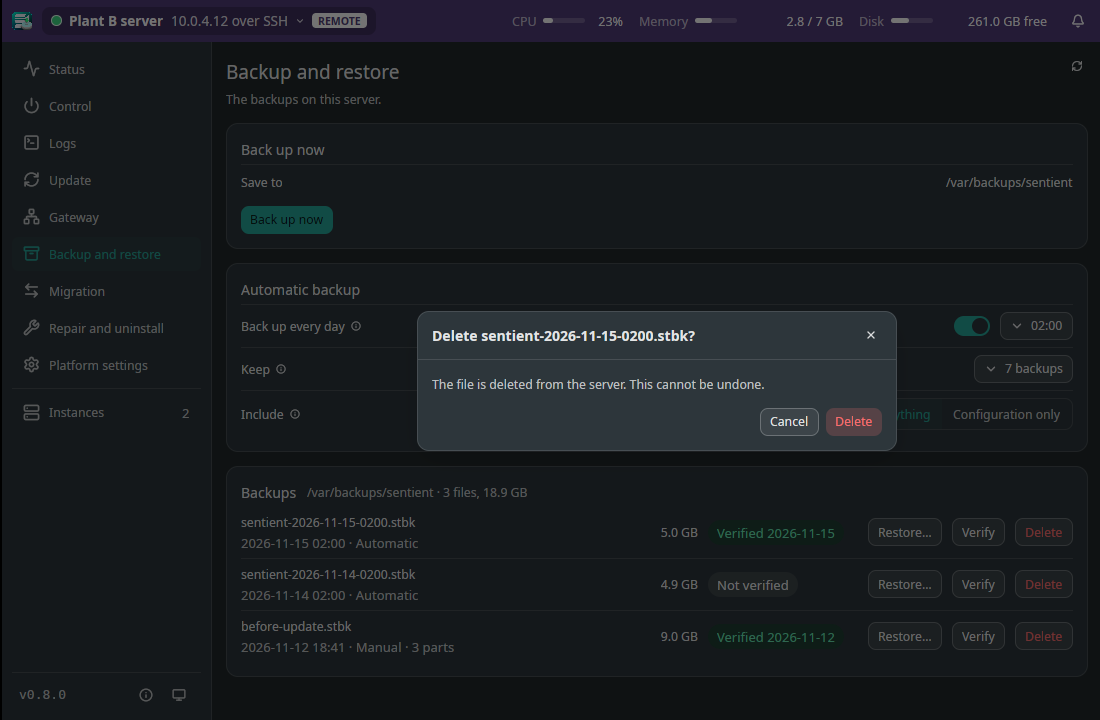 Plant B server 10.0.4.12 over SSH REMOTE CPU 23% Memory 2.8 / 7 GB Disk 261.0 GB free
Status
Control
Logs
Update
Gateway
Backup and restore
Migration
Repair and uninstall
Platform settings
Instances 2
v0.8.0
Backup and restore
The backups on this server.
Back up now
Save to /var/backups/sentient
Back up now
Automatic backup
Back up every day 02:00
Keep 7 backups
Include Configuration only
Delete sentient-2026-11-15-0200.stbk? ×
The file is deleted from the server. This cannot be undone.
Cancel Delete
Backups /var/backups/sentient · 3 files, 18.9 GB
sentient-2026-11-15-0200.stbk
2026-11-15 02:00 · Automatic
5.0 GB Verified 2026-11-15 Restore... Verify Delete
sentient-2026-11-14-0200.stbk
2026-11-14 02:00 · Automatic
4.9 GB Not verified Restore... Verify Delete
before-update.stbk
2026-11-12 18:41 · Manual · 3 parts
9.0 GB Verified 2026-11-12 Restore... Verify Delete